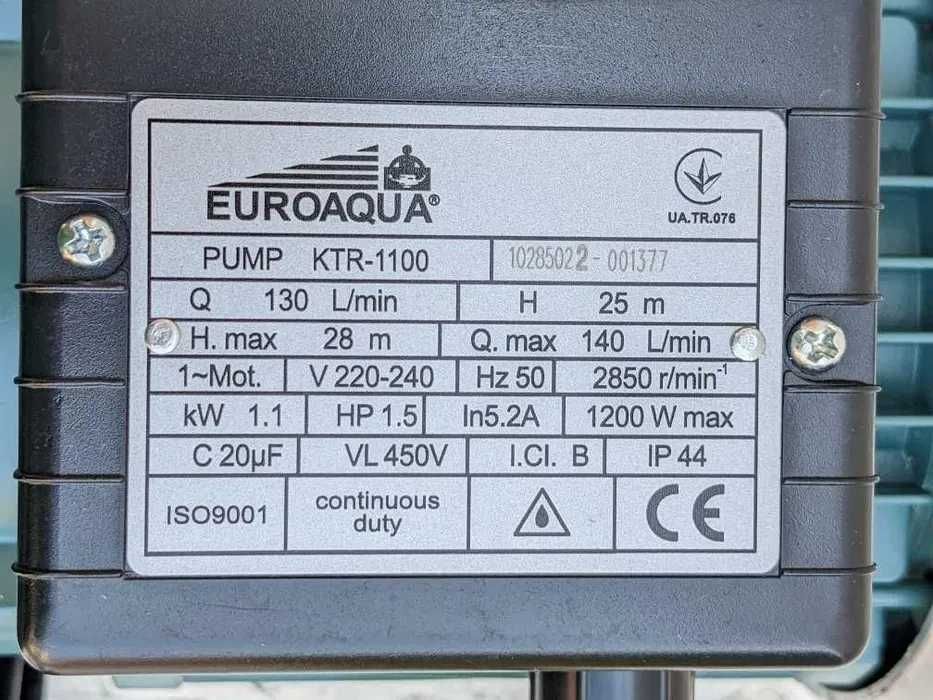 EUROAQUA®
UA.TR.076
PUMP KTR-1100 10285022-001377
Q 130 L/min H 25 m
H. max 28 m Q. max 140 L/min
1~Mot. V 220-240 Hz 50 2850 r/min⁻¹
kW 1.1 HP 1.5 In5.2A 1200 W max
C 20µF VL 450V I.Cl. B IP 44
ISO9001 continuous
duty CE